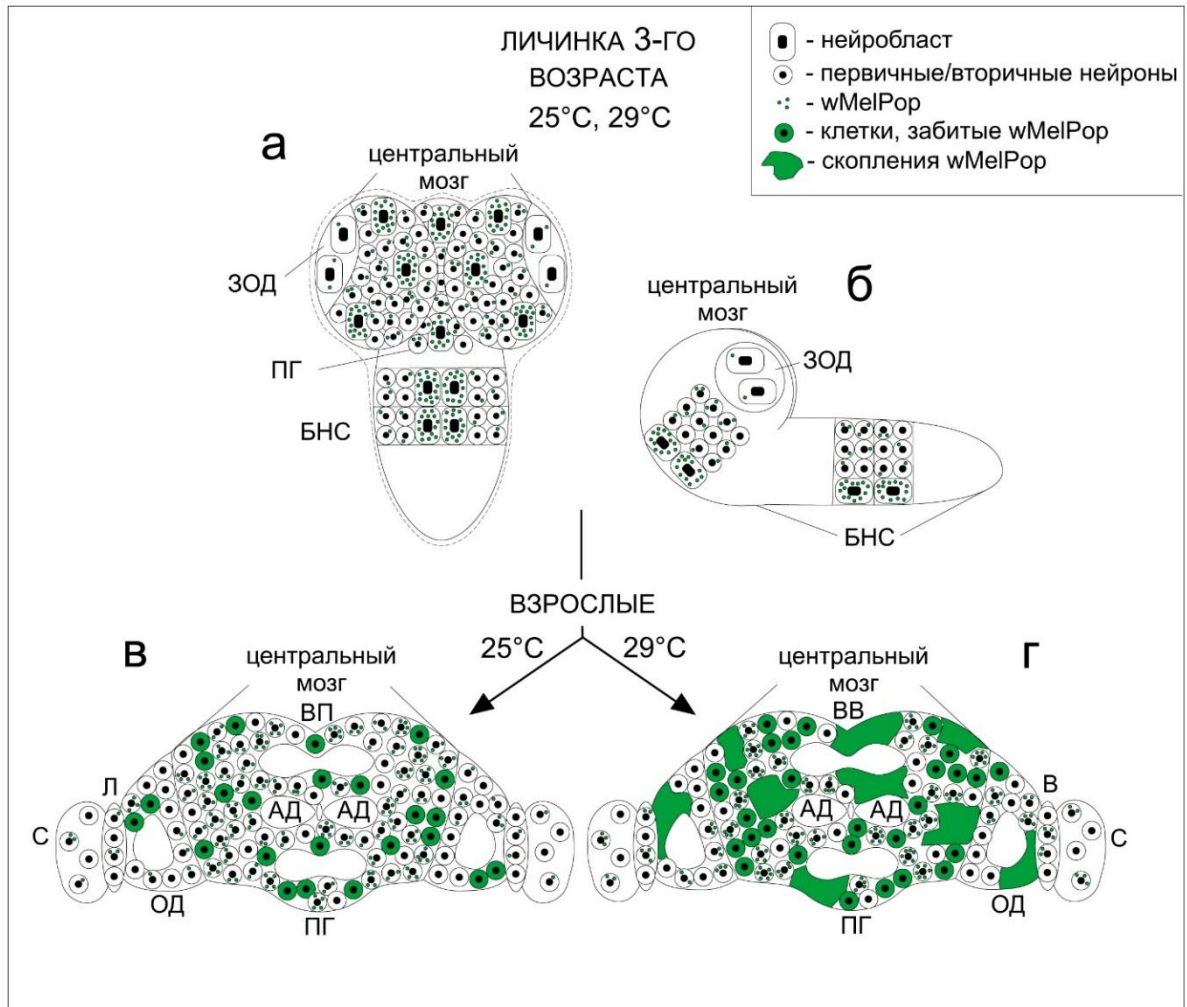 ЛИЧИНКА 3-ГО
ВОЗРАСТА
25°C, 29°C
- нейробласт
- первичные/вторичные нейроны
- wMelPop
- клетки, забитые wMelPop
- скопления wMelPop
а
центральный
мозг
ЗОД
ПГ
БНС
б
центральный
мозг
ЗОД
БНС
ВЗРОСЛЫЕ
25°C
29°C
в
центральный
мозг
ВП
Л
С
АД
АД
ОД
ПГ
г
центральный
мозг
ВВ
В
С
АД
АД
ОД
ПГ